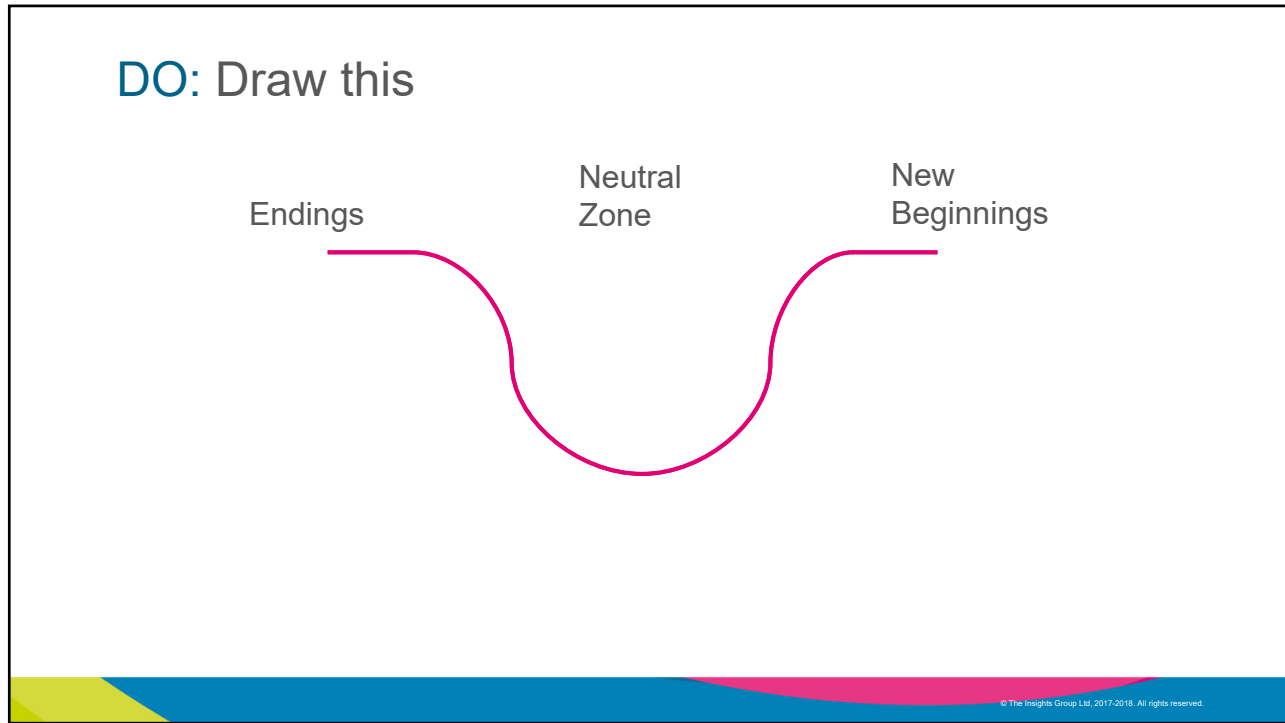 DO: Draw this
Endings
Neutral
Zone
New
Beginnings
© The Insights Group Ltd, 2017-2018. All rights reserved.